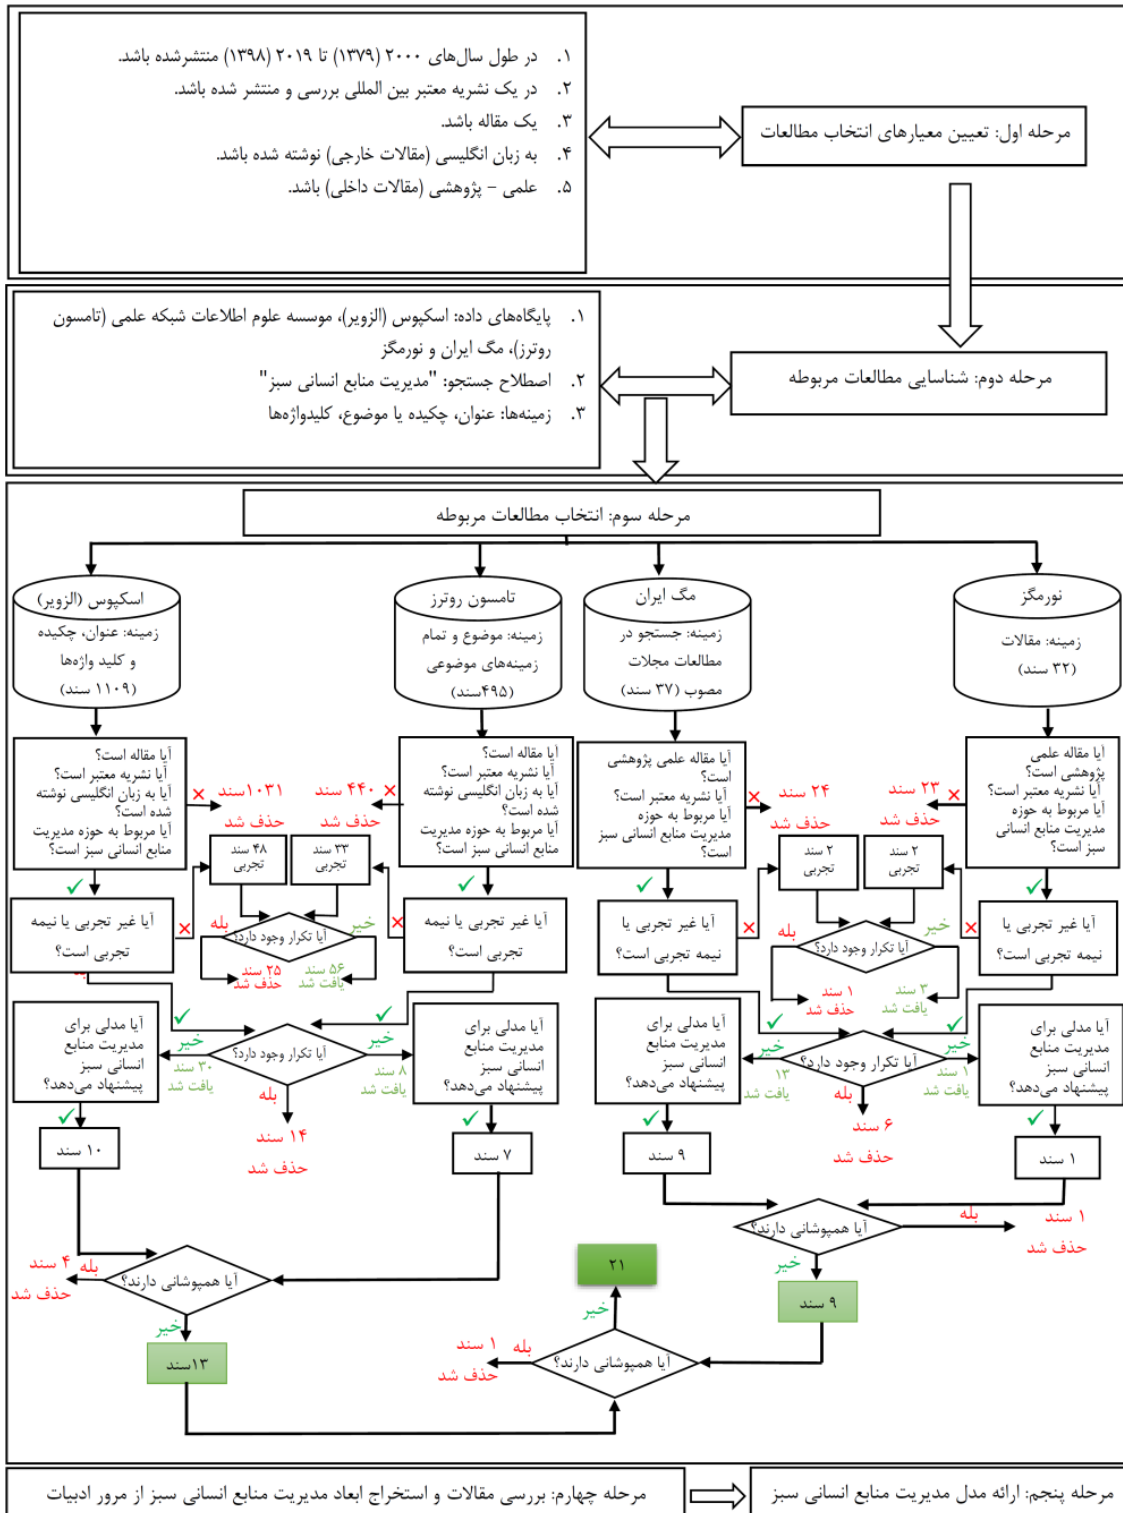 مرحله اول: تعیین معیارهای انتخاب مطالعات
۱. در طول سال‌های ۲۰۰۰ (۱۳۷۹) تا ۲۰۱۹ (۱۳۹۸) منتشرشده باشد.
۲. در یک نشریه معتبر بین المللی بررسی و منتشر شده باشد.
۳. یک مقاله باشد.
۴. به زبان انگلیسی (مقالات خارجی) نوشته شده باشد.
۵. علمی – پژوهشی (مقالات داخلی) باشد.
مرحله دوم: شناسایی مطالعات مربوطه
۱. پایگاه‌های داده: اسکپوس (الزویر)، موسسه علوم اطلاعات شبکه علمی (تامسون
روترز)، مگ ایران و نورمگز
۲. اصطلاح جستجو: "مدیریت منابع انسانی سبز"
۳. زمینه‌ها: عنوان، چکیده یا موضوع، کلیدواژه‌ها
مرحله سوم: انتخاب مطالعات مربوطه
نورمگز
زمینه: مقالات
(۳۲ سند)
مگ ایران
زمینه: جستجو در
مطالعات مجلات
مصوب (۳۷ سند)
تامسون روترز
زمینه: موضوع و تمام
زمینه‌های موضوعی
(۴۹۵سند)
اسکپوس (الزویر)
زمینه: عنوان، چکیده
و کلید واژه‌ها
(۱۱۰۹ سند)
آیا مقاله علمی
پژوهشی است؟
آیا نشریه معتبر است؟
آیا مربوط به حوزه
مدیریت منابع انسانی
سبز است؟
۲۳ سند
حذف شد
آیا مقاله علمی پژوهشی
است؟
آیا نشریه معتبر است؟
آیا مربوط به حوزه
مدیریت منابع انسانی سبز
است؟
۲۴ سند
حذف شد
آیا مقاله است؟
آیا نشریه معتبر است؟
آیا به زبان انگلیسی نوشته
شده است؟
آیا مربوط به حوزه مدیریت
منابع انسانی سبز است؟
۴۴۰ سند
حذف شد
آیا مقاله است؟
آیا نشریه معتبر است؟
آیا به زبان انگلیسی نوشته
شده است؟
آیا مربوط به حوزه مدیریت
منابع انسانی سبز است؟
۱۰۳۱سند
حذف شد
۲ سند
تجربی
۲ سند
تجربی
۳۳ سند
تجربی
۴۸ سند
تجربی
آیا غیر تجربی یا
نیمه تجربی است؟
خیر
آیا تکرار وجود دارد؟
بله
۳ سند
یافت شد
۱ سند
حذف شد
آیا غیر تجربی یا
نیمه تجربی است؟
آیا غیر تجربی یا نیمه
تجربی است؟
خیر
آیا تکرار وجود دارد؟
بله
۵۶ سند
یافت شد
۲۵ سند
حذف شد
آیا غیر تجربی یا نیمه
تجربی است؟
آیا مدلی برای
مدیریت منابع
انسانی سبز
پیشنهاد می‌دهد؟
خیر
۱ سند
یافت شد
آیا تکرار وجود دارد؟
بله
۶ سند
حذف شد
خیر
۱۳
یافت شد
آیا مدلی برای
مدیریت منابع
انسانی سبز
پیشنهاد می‌دهد؟
آیا مدلی برای
مدیریت منابع
انسانی سبز
پیشنهاد می‌دهد؟
خیر
۸ سند
یافت شد
آیا تکرار وجود دارد؟
بله
۱۴ سند
حذف شد
خیر
۳۰ سند
یافت شد
آیا مدلی برای
مدیریت منابع
انسانی سبز
پیشنهاد می‌دهد؟
۱ سند
۹ سند
۷ سند
۱۰ سند
آیا همپوشانی دارند؟
بله
۱ سند
حذف شد
خیر
۹ سند
آیا همپوشانی دارند؟
بله
۴ سند
حذف شد
خیر
۱۳سند
آیا همپوشانی دارند؟
بله
۱ سند
حذف شد
خیر
۲۱
مرحله چهارم: بررسی مقالات و استخراج ابعاد مدیریت منابع انسانی سبز از مرور ادبیات
مرحله پنجم: ارائه مدل مدیریت منابع انسانی سبز